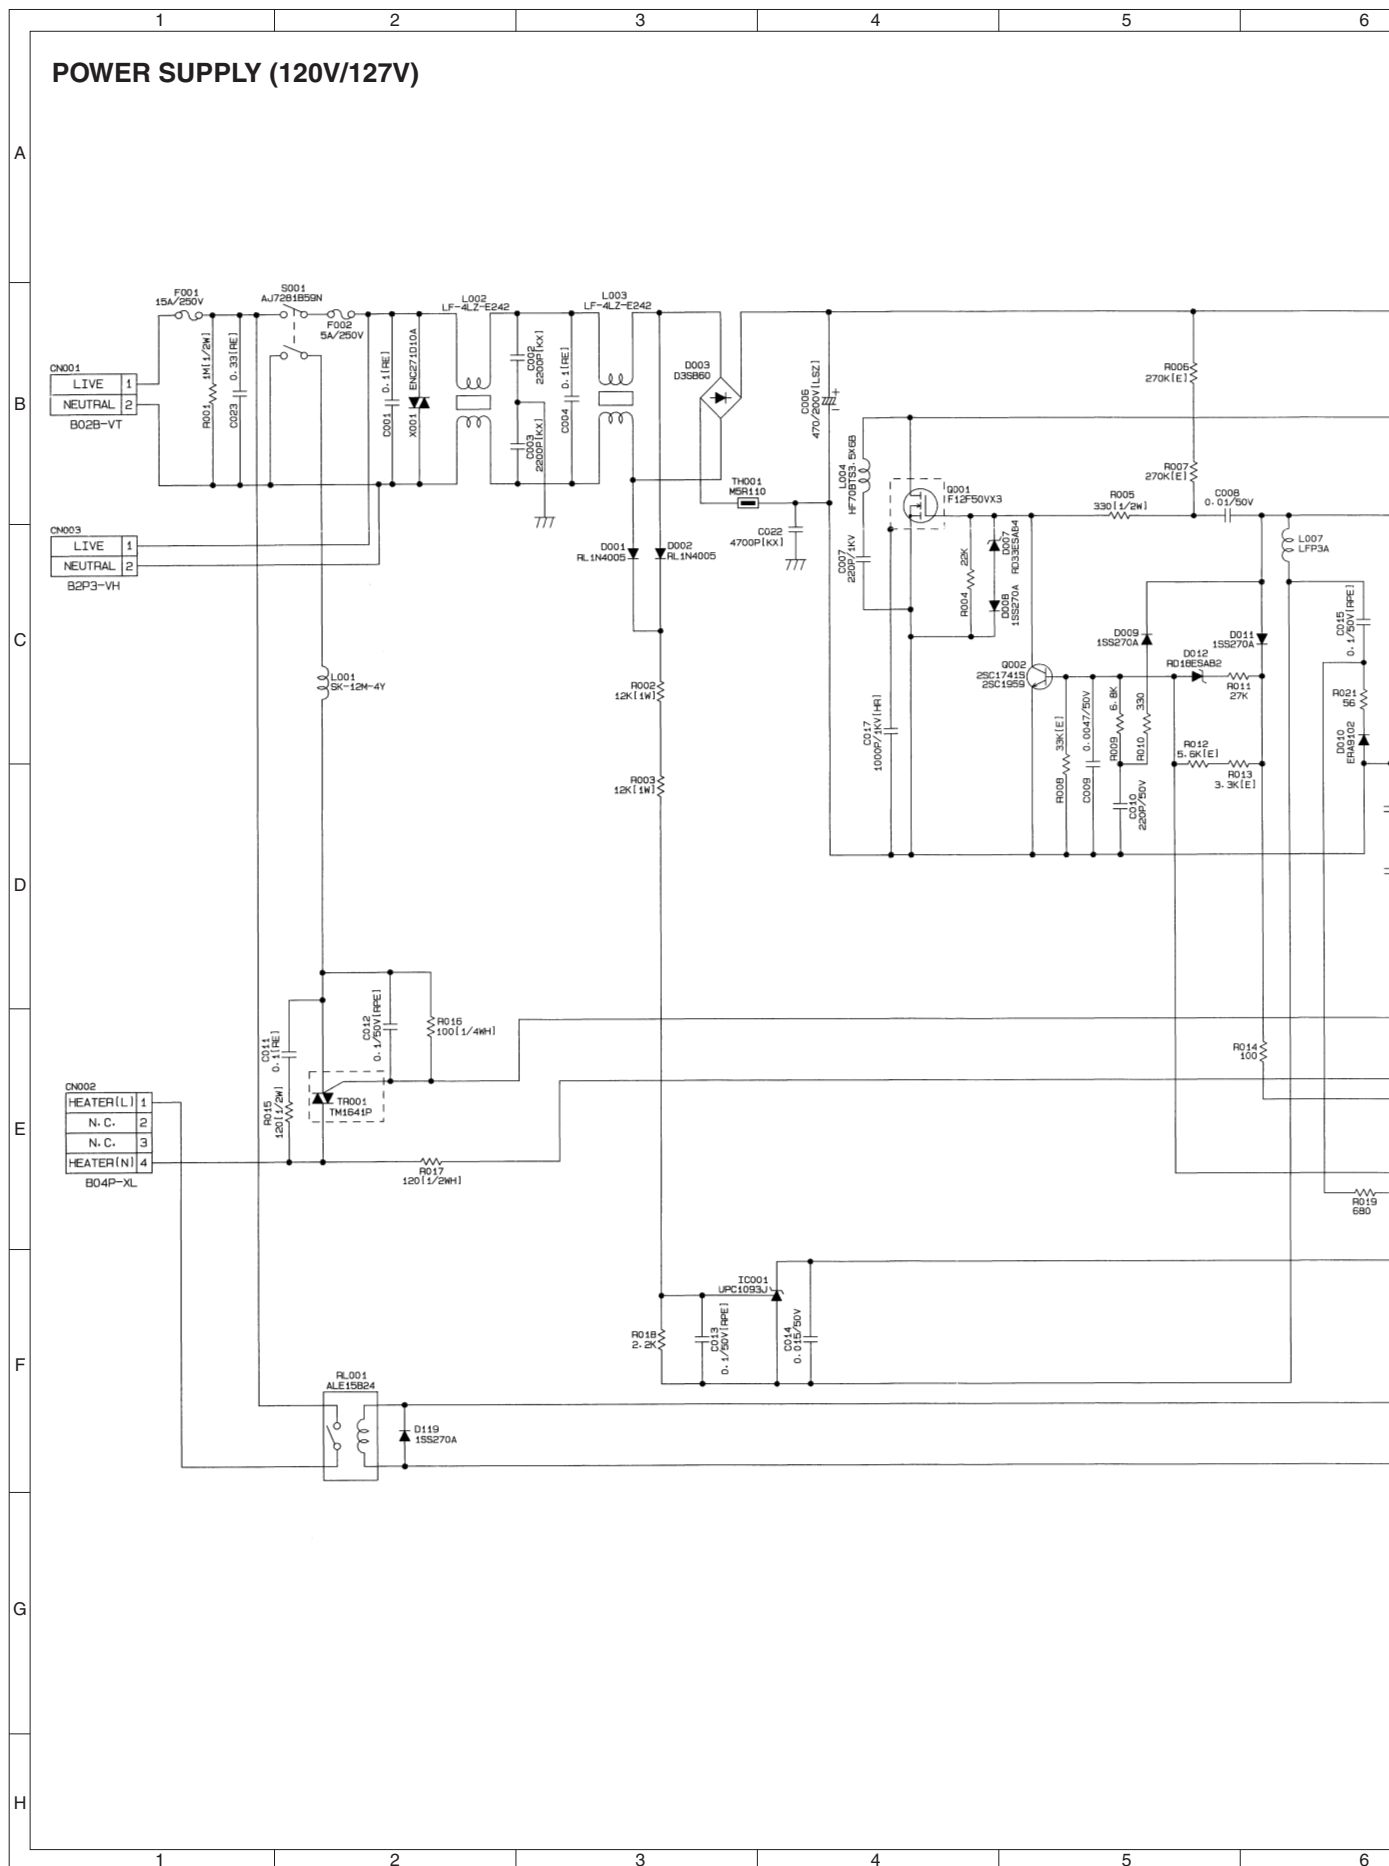 1 2 3 4 5 6
POWER SUPPLY (120V/127V)
A
B
C
D
E
F
G
H
F001
15A/250V
S001
AJ7281B59N
F002
5A/250V
L002
LF-4LZ-E242
L003
LF-4LZ-E242
CN001
LIVE 1
NEUTRAL 2
B02B-VT
R001 1M[1/2W]
C023 0.33[RE]
C001 0.1[RE]
X001 ENC271D10A
C002
2200P[KX]
C003
2200P[KX]
C004 0.1[RE]
D003
D3SB60
C006
470/200V[LSZ]
+
-
R006
270K[E]
R007
270K[E]
L004
HF70BTS3.5X6B
Q001
F12F50VX3
TH001
M5R110
R005
330[1/2W]
C008
0.01/50V
CN003
LIVE 1
NEUTRAL 2
B2P3-VH
D001
RL1N4005
D002
RL1N4005
C022
4700P[KX]
C007
220P/1KV
R004 22K
D007
RD33ESAB4
D008
1SS270A
L007
LFP3A
D009
1SS270A
D011
1SS270A
C015
0.1/50V[RPE]
L001
SK-12M-4Y
R002
12K[1W]
R003
12K[1W]
C017
1000P/1KV[HR]
Q002
2SC1741S
2SC1959
D012
RD18ESAB2
R011
27K
R021
56
D010
ERA9102
R008 33K[E]
C009 0.0047/50V
R009 6.8K
R010 330
C010
220P/50V
R012
5.6K[E]
R013
3.3K[E]
C011
0.1[RE]
C012
0.1/50V[RPE]
R016
100[1/4WH]
R015
120[1/2W]
TR001
TM1641P
R014
100
CN002
HEATER(L) 1
N.C. 2
N.C. 3
HEATER(N) 4
B04P-XL
R017
120[1/2WH]
R019
680
IC001
UPC1093J
R018
2.2K
C013
0.1/50V[RPE]
C014
0.015/50V
RL001
ALE15B24
D119
1SS270A
1 2 3 4 5 6